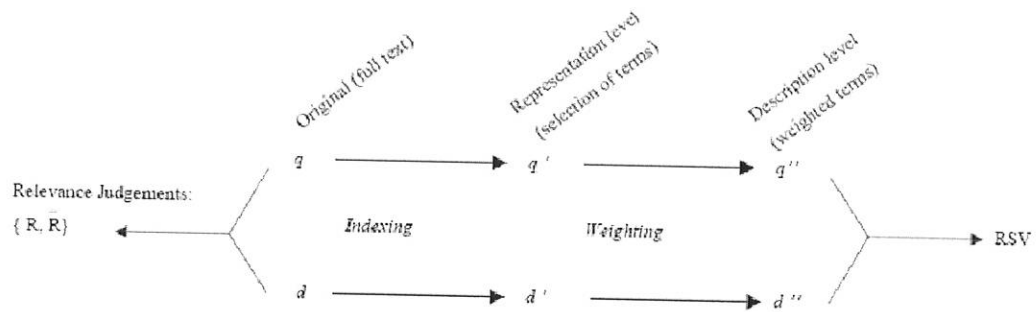 Original (full text)
Representation level
(selection of terms)
Description level
(weighted terms)
q
q'
q''
Relevance Judgements:
{ R, R̄}
Indexing
Weighting
RSV
d
d'
d''